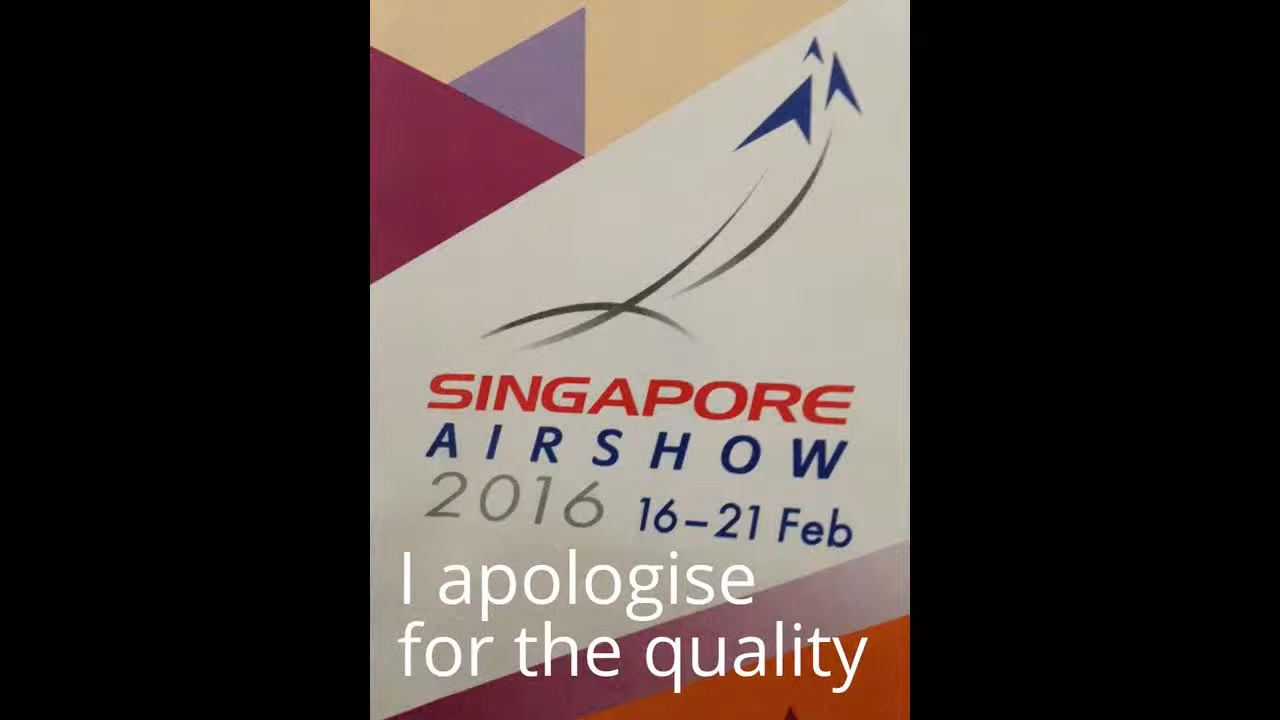 SINGAPORE
AIRSHOW
2016 16–21 Feb
I apologise
for the quality